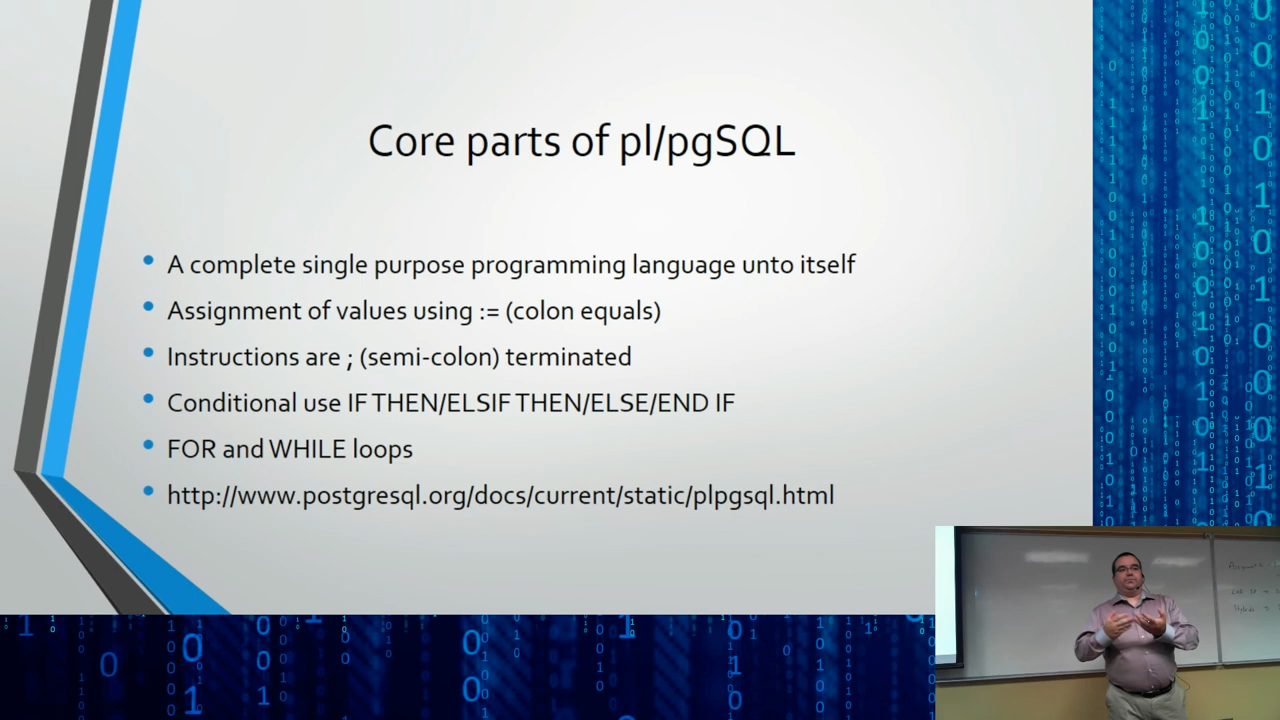 Core parts of pl/pgSQL
A complete single purpose programming language unto itself
Assignment of values using := (colon equals)
Instructions are ; (semi-colon) terminated
Conditional use IF THEN/ELSIF THEN/ELSE/END IF
FOR and WHILE loops
http://www.postgresql.org/docs/current/static/plpgsql.html